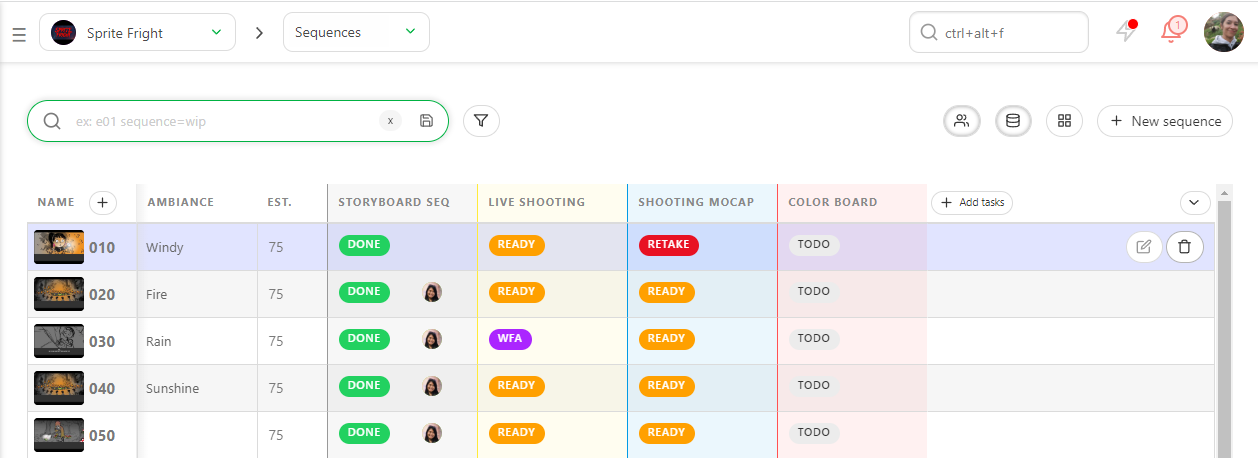 Sprite Fright Sequences ctrl+alt+f 1
ex: e01 sequence=wip x New sequence
NAME AMBIANCE EST. STORYBOARD SEQ LIVE SHOOTING SHOOTING MOCAP COLOR BOARD Add tasks
010 Windy 75 DONE READY RETAKE TODO
020 Fire 75 DONE READY READY TODO
030 Rain 75 DONE WFA READY TODO
040 Sunshine 75 DONE READY READY TODO
050 75 DONE READY READY TODO